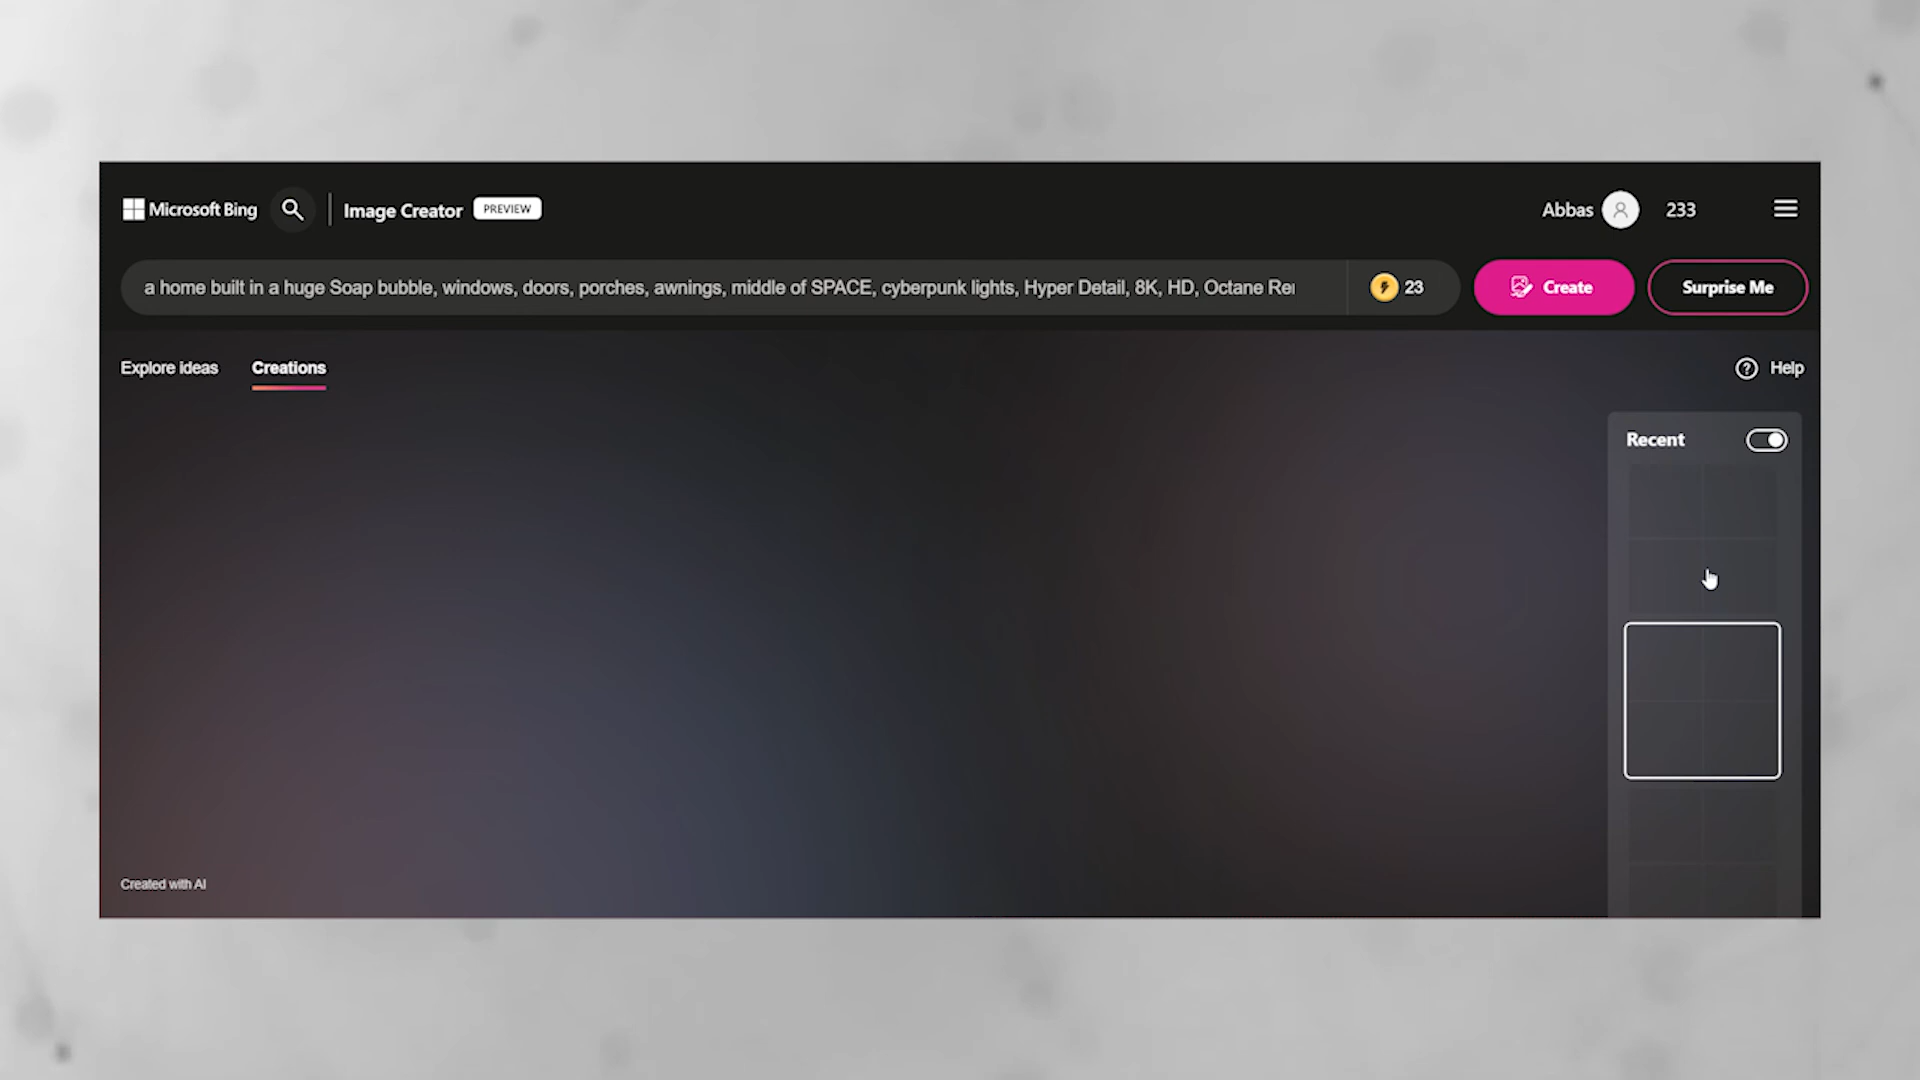 Microsoft Bing
Image Creator
PREVIEW
Abbas
233
a home built in a huge Soap bubble, windows, doors, porches, awnings, middle of SPACE, cyberpunk lights, Hyper Detail, 8K, HD, Octane Rei
23
Create
Surprise Me
Explore ideas
Creations
Help
Recent
Created with AI